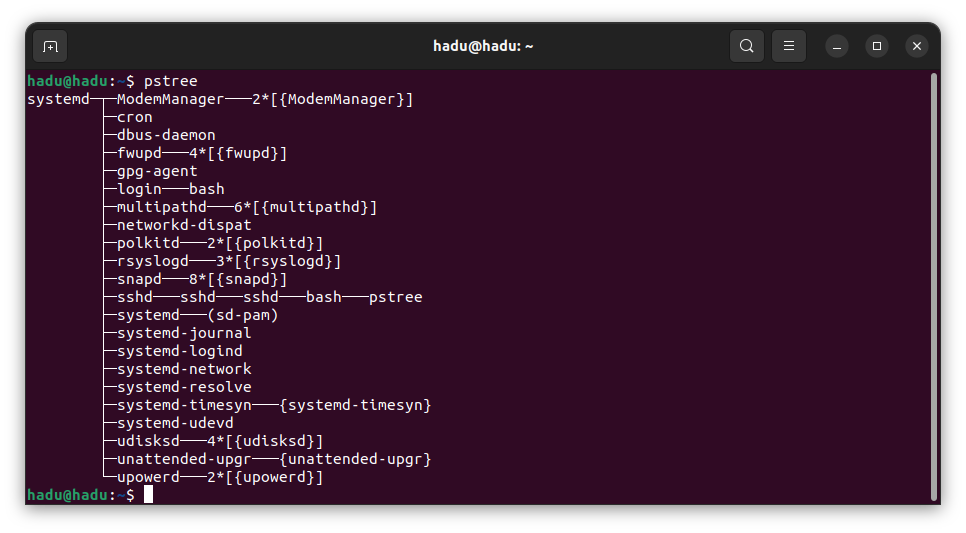 hadu@hadu: ~
hadu@hadu:~$ pstree
systemd─┬─ModemManager───2*[{ModemManager}]
        ├─cron
        ├─dbus-daemon
        ├─fwupd───4*[{fwupd}]
        ├─gpg-agent
        ├─login───bash
        ├─multipathd───6*[{multipathd}]
        ├─networkd-dispat
        ├─polkitd───2*[{polkitd}]
        ├─rsyslogd───3*[{rsyslogd}]
        ├─snapd───8*[{snapd}]
        ├─sshd───sshd───sshd───bash───pstree
        ├─systemd───(sd-pam)
        ├─systemd-journal
        ├─systemd-logind
        ├─systemd-network
        ├─systemd-resolve
        ├─systemd-timesyn───{systemd-timesyn}
        ├─systemd-udevd
        ├─udisksd───4*[{udisksd}]
        ├─unattended-upgr───{unattended-upgr}
        └─upowerd───2*[{upowerd}]
hadu@hadu:~$